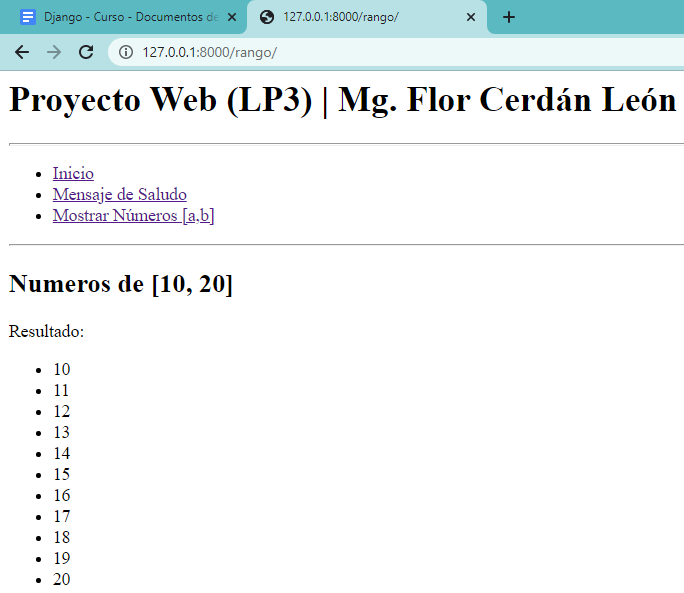 Django - Curso - Documentos de
127.0.0.1:8000/rango/
127.0.0.1:8000/rango/
Proyecto Web (LP3) | Mg. Flor Cerdán León
Inicio
Mensaje de Saludo
Mostrar Números [a,b]
Numeros de [10, 20]
Resultado:
10
11
12
13
14
15
16
17
18
19
20